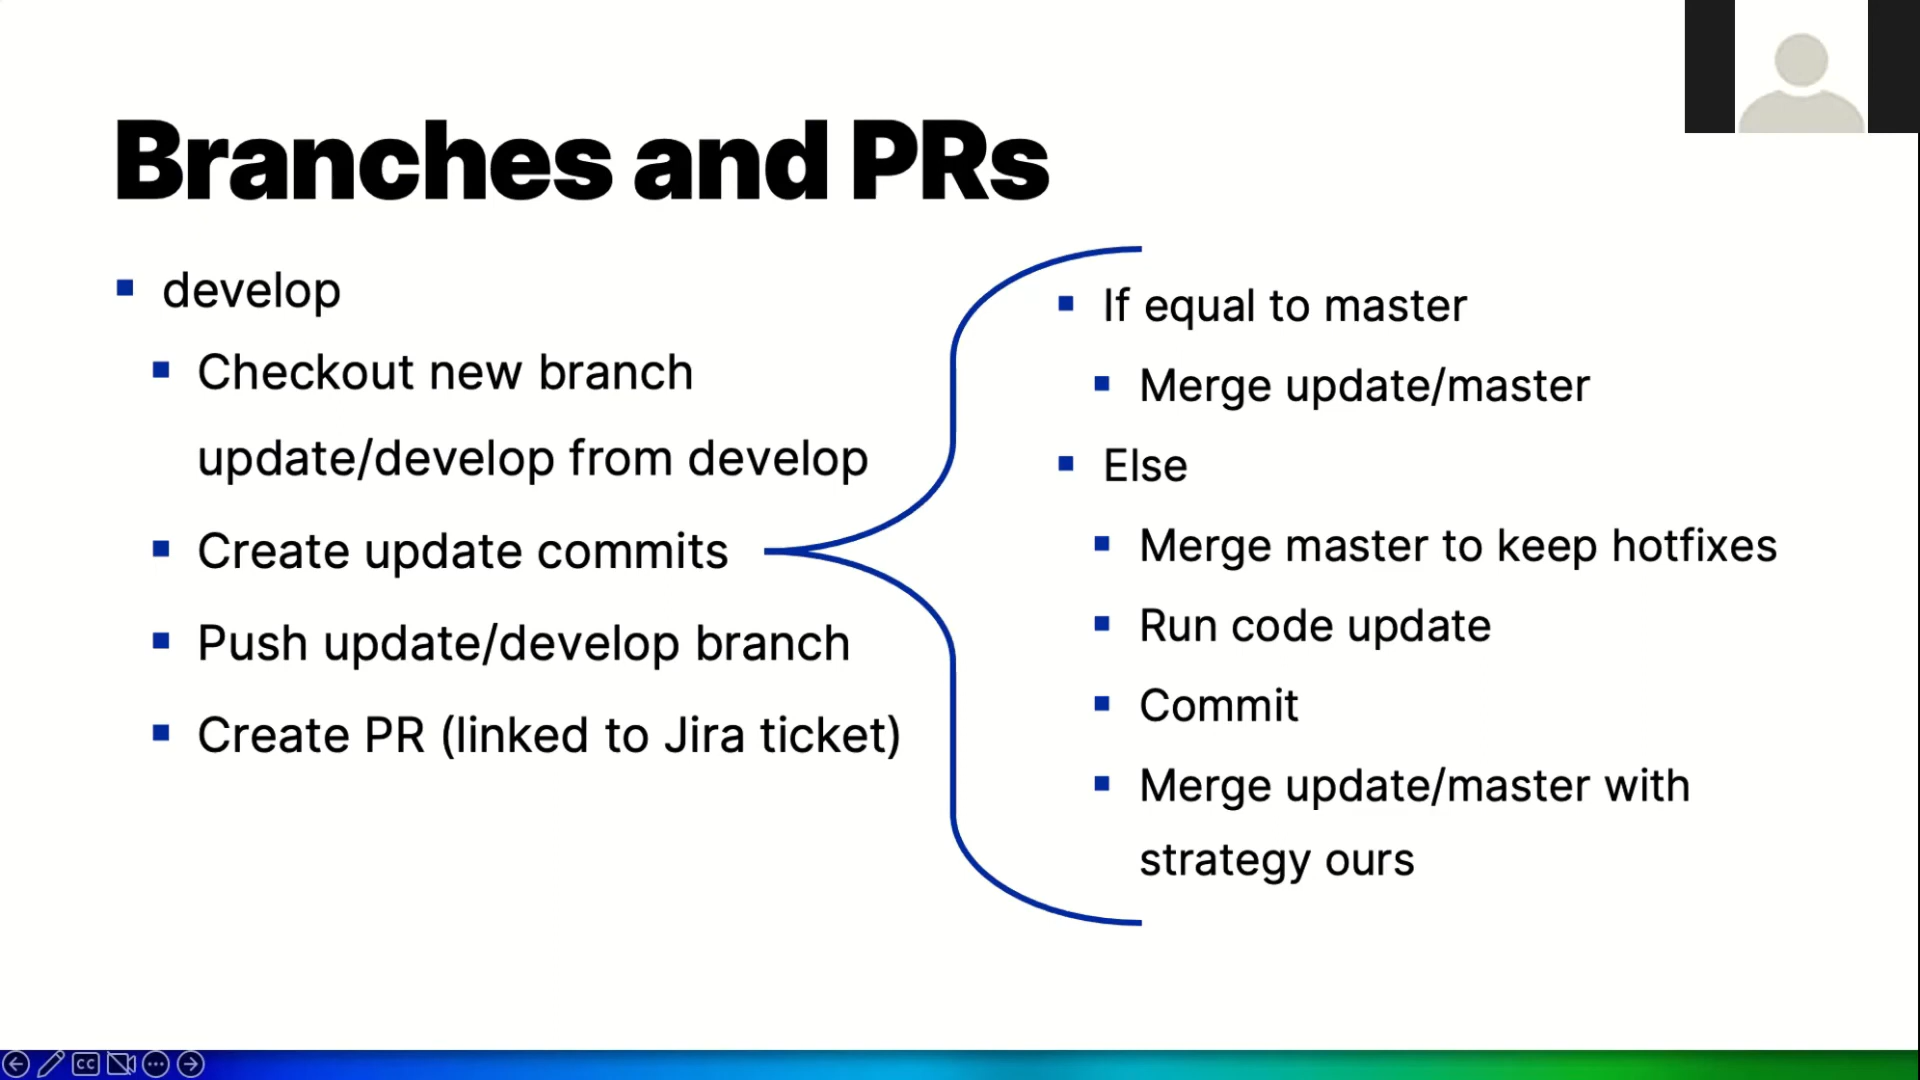 Branches and PRs
develop
Checkout new branch
update/develop from develop
Create update commits
Push update/develop branch
Create PR (linked to Jira ticket)
If equal to master
Merge update/master
Else
Merge master to keep hotfixes
Run code update
Commit
Merge update/master with
strategy ours
CC